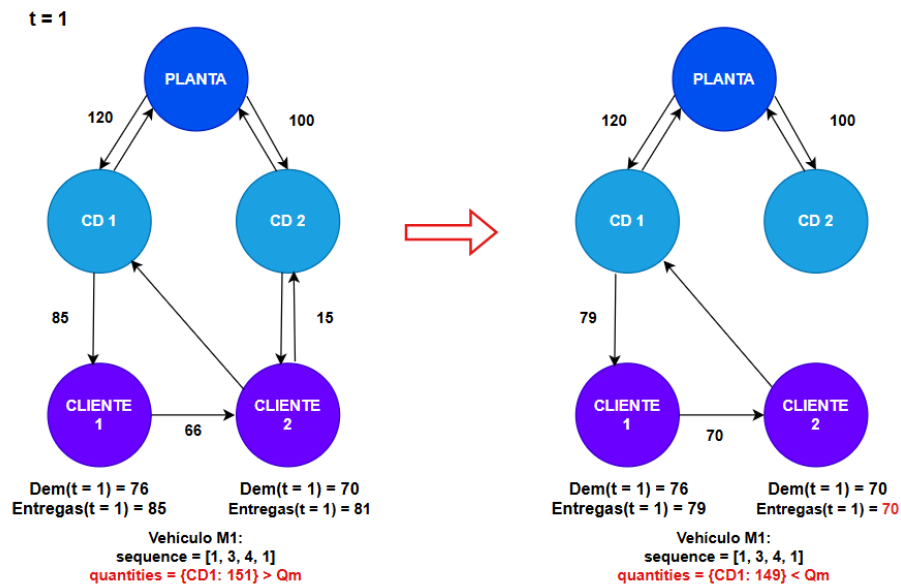 t = 1
PLANTA
120
100
CD 1
CD 2
85
15
CLIENTE
1
66
CLIENTE
2
Dem(t = 1) = 76
Entregas(t = 1) = 85
Dem(t = 1) = 70
Entregas(t = 1) = 81
Vehículo M1:
sequence = [1, 3, 4, 1]
quantities = {CD1: 151} > Qm
PLANTA
120
100
CD 1
CD 2
79
CLIENTE
1
70
CLIENTE
2
Dem(t = 1) = 76
Entregas(t = 1) = 79
Dem(t = 1) = 70
Entregas(t = 1) = 70
Vehículo M1:
sequence = [1, 3, 4, 1]
quantities = {CD1: 149} < Qm